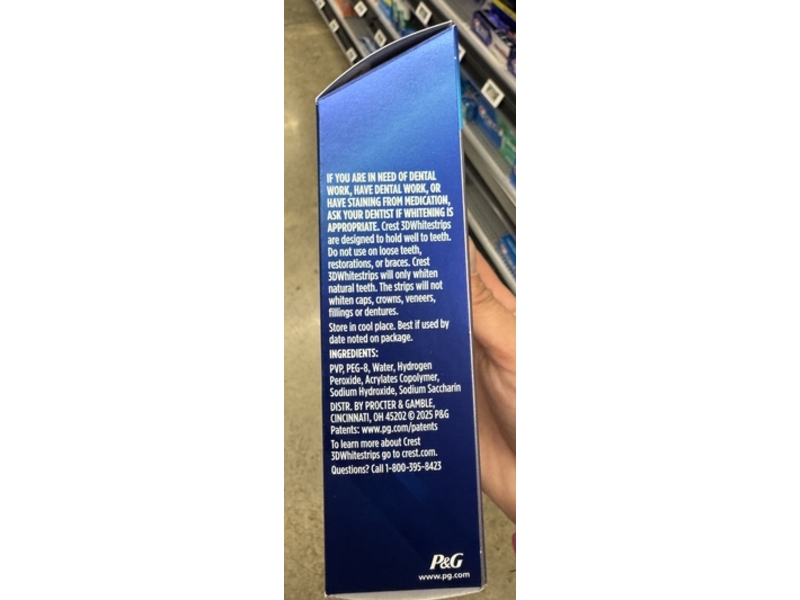 IF YOU ARE IN NEED OF DENTAL
WORK, HAVE DENTAL WORK, OR
HAVE STAINING FROM MEDICATION,
ASK YOUR DENTIST IF WHITENING IS
APPROPRIATE. Crest 3DWhitestrips
are designed to hold well to teeth.
Do not use on loose teeth,
restorations, or braces. Crest
3DWhitestrips will only whiten
natural teeth. The strips will not
whiten caps, crowns, veneers,
fillings or dentures.
Store in cool place. Best if used by
date noted on package.
INGREDIENTS:
PVP, PEG-8, Water, Hydrogen
Peroxide, Acrylates Copolymer,
Sodium Hydroxide, Sodium Saccharin
DISTR. BY PROCTER & GAMBLE,
CINCINNATI, OH 45202 © 2025 P&G
Patents: www.pg.com/patents
To learn more about Crest
3DWhitestrips go to crest.com.
Questions? Call 1-800-395-8423
P&G
www.pg.com